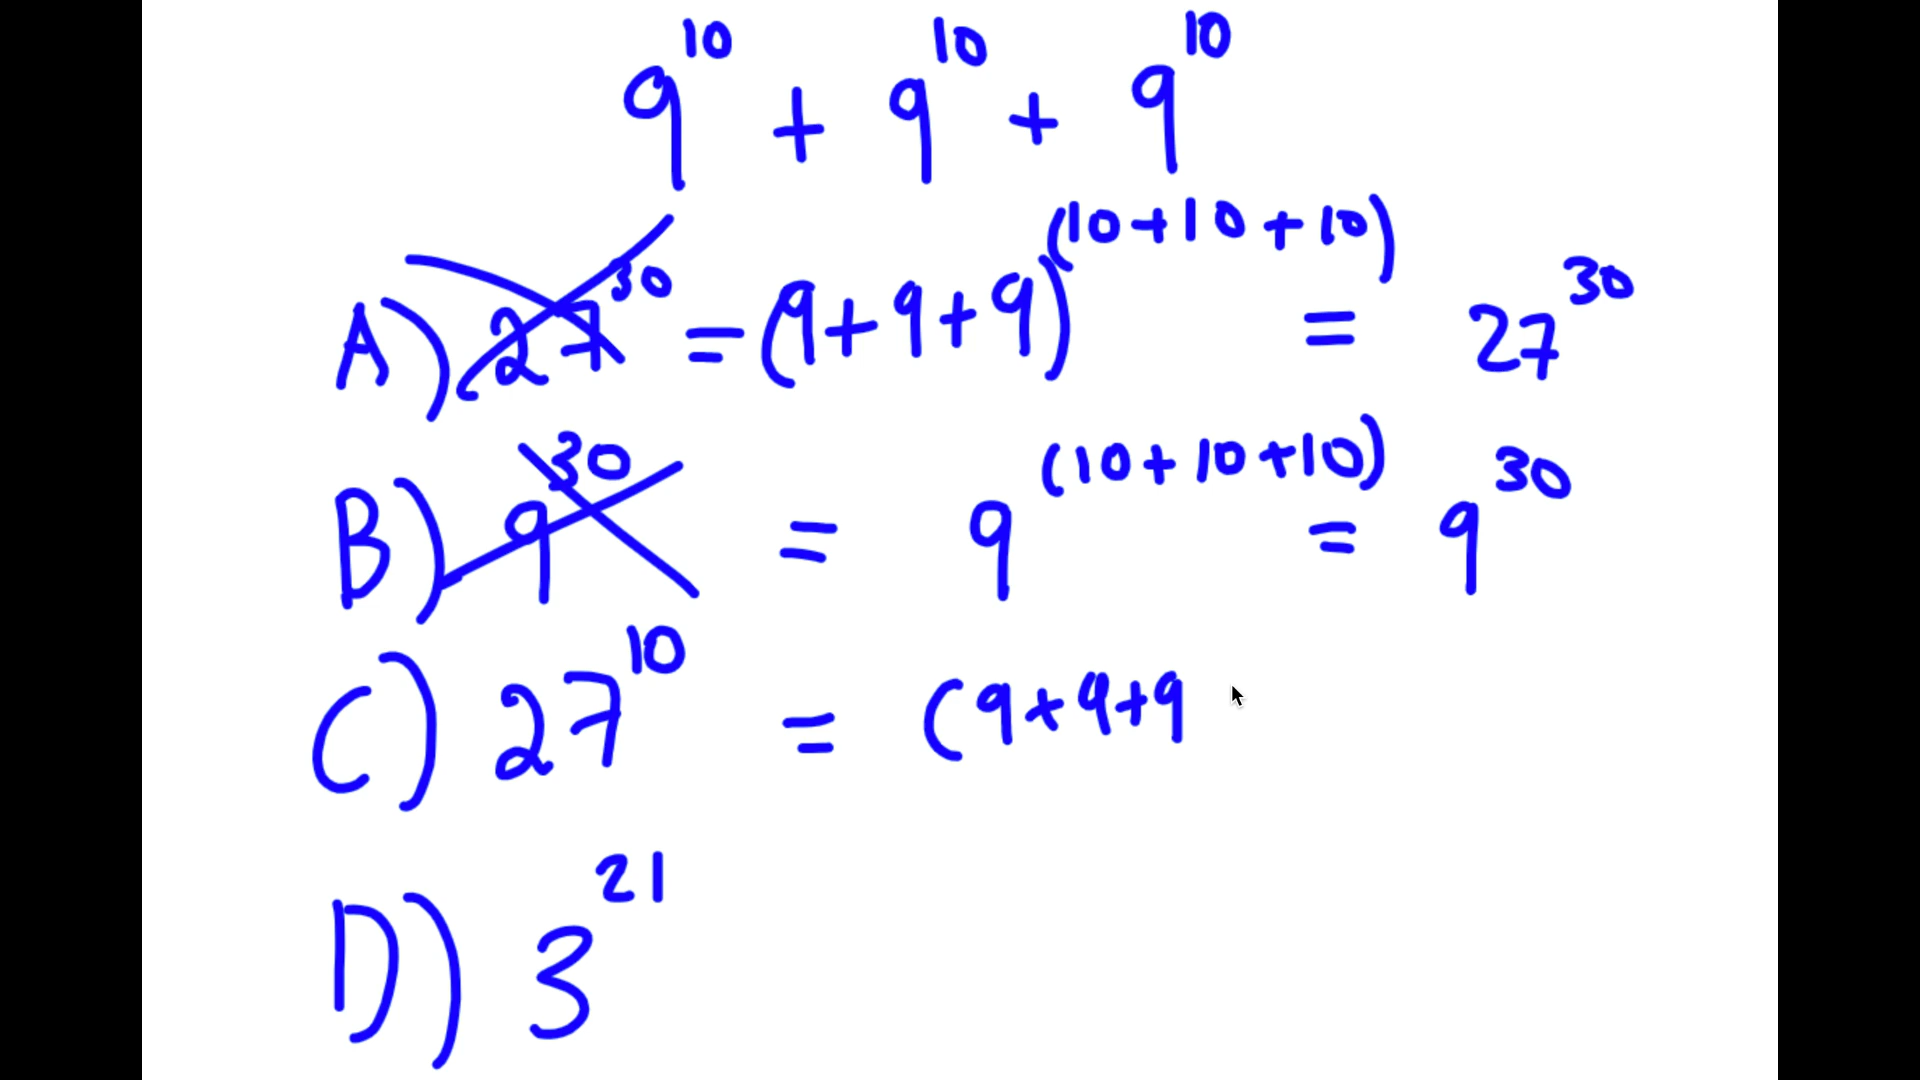 9^10 + 9^10 + 9^10
A) 27^30 = (9+9+9)^(10+10+10) = 27^30
B) 9^30 = 9^(10+10+10) = 9^30
C) 27^10 = (9+9+9
D) 3^21